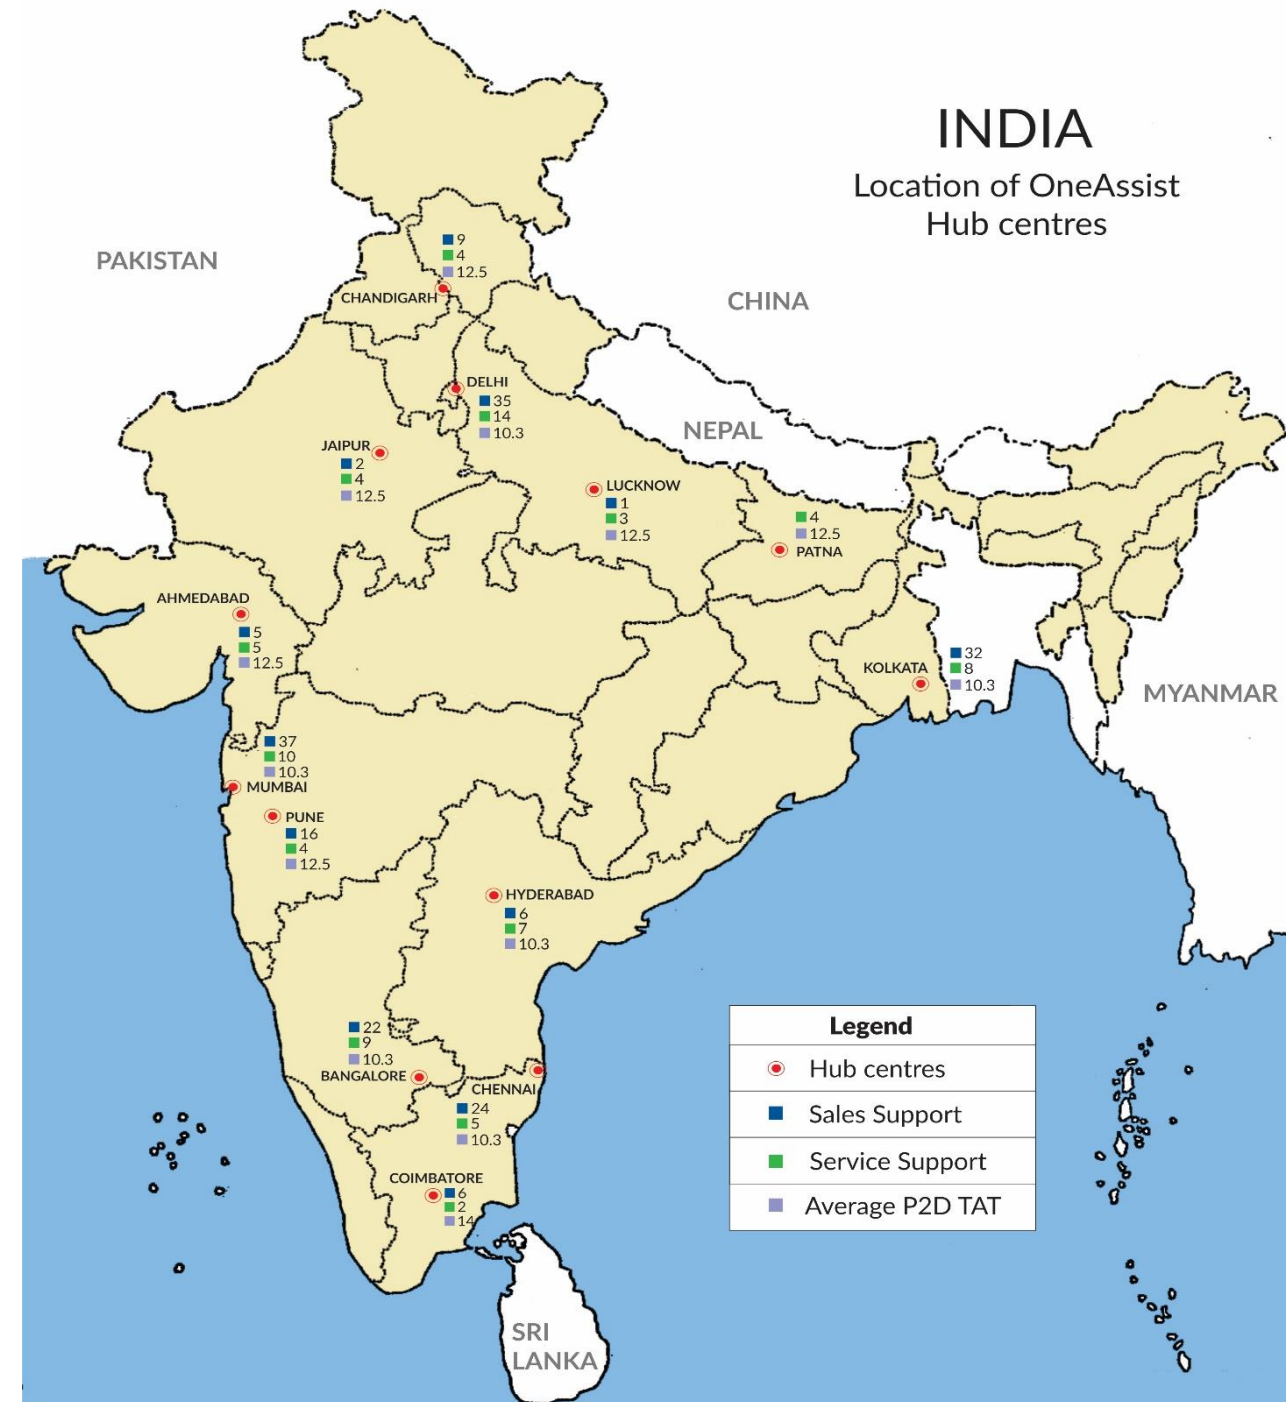 INDIA
Location of OneAssist
Hub centres
PAKISTAN
CHINA
NEPAL
MYANMAR
SRI
LANKA
9
4
12.5
CHANDIGARH
DELHI
35
14
10.3
JAIPUR
2
4
12.5
LUCKNOW
1
3
12.5
4
12.5
PATNA
AHMEDABAD
5
5
12.5
KOLKATA
32
8
10.3
37
10
10.3
MUMBAI
PUNE
16
4
12.5
HYDERABAD
6
7
10.3
22
9
10.3
BANGALORE
CHENNAI
24
5
10.3
COIMBATORE
6
2
14
Legend
Hub centres
Sales Support
Service Support
Average P2D TAT